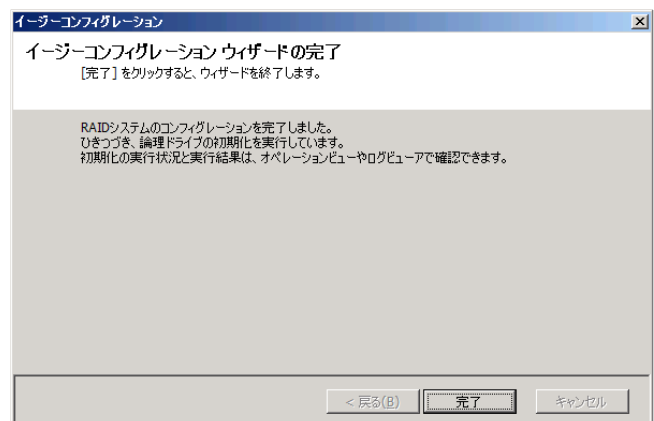 イージーコンフィグレーション
イージーコンフィグレーション ウィザードの完了
[完了] をクリックすると、ウィザードを終了します。
RAIDシステムのコンフィグレーションを完了しました。
ひきつづき、論理ドライブの初期化を実行しています。
初期化の実行状況と実行結果は、オペレーションビューやログビューアで確認できます。
< 戻る(B)
完了
キャンセル